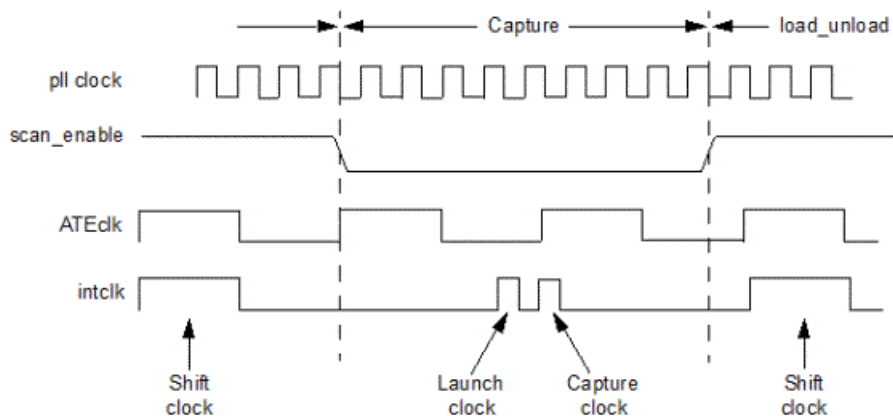 Capture
load_unload
pll clock
scan_enable
ATEclk
intclk
Shift
clock
Launch
clock
Capture
clock
Shift
clock